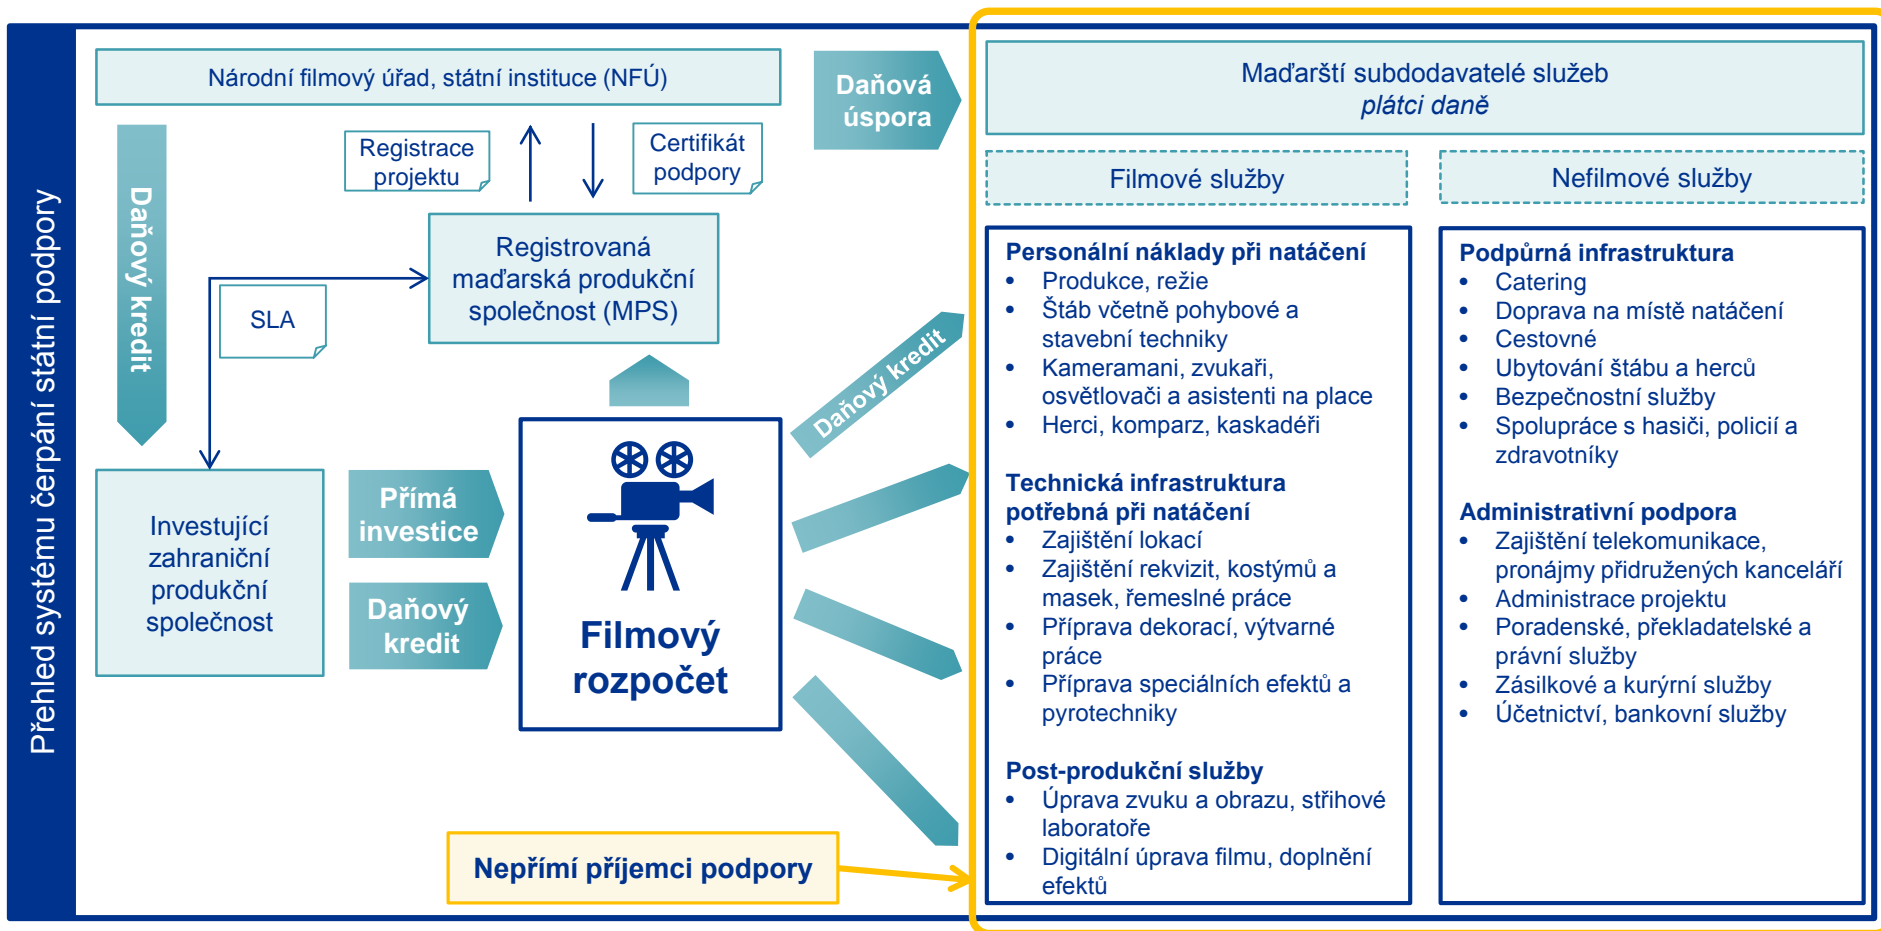 Přehled systému čerpání státní podpory
Národní filmový úřad, státní instituce (NFÚ)
Daňový kredit
Registrace
projektu
Certifikát
podpory
Registrovaná
maďarská produkční
společnost (MPS)
SLA
Investující
zahraniční
produkční
společnost
Přímá
investice
Daňový
kredit
Filmový
rozpočet
Daňová
úspora
Daňový kredit
Nepřímí příjemci podpory
Maďarští subdodavatelé služeb
plátci daně
Filmové služby
Personální náklady při natáčení
• Produkce, režie
• Štáb včetně pohybové a
stavební techniky
• Kameramani, zvukaři,
osvětlovači a asistenti na place
• Herci, komparz, kaskadéři
Technická infrastruktura
potřebná při natáčení
• Zajištění lokací
• Zajištění rekvizit, kostýmů a
masek, řemeslné práce
• Příprava dekorací, výtvarné
práce
• Příprava speciálních efektů a
pyrotechniky
Post-produkční služby
• Úprava zvuku a obrazu, střihové
laboratoře
• Digitální úprava filmu, doplnění
efektů
Nefilmové služby
Podpůrná infrastruktura
• Catering
• Doprava na místě natáčení
• Cestovné
• Ubytování štábu a herců
• Bezpečnostní služby
• Spolupráce s hasiči, policií a
zdravotníky
Administrativní podpora
• Zajištění telekomunikace,
pronájmy přidružených kanceláří
• Administrace projektu
• Poradenské, překladatelské a
právní služby
• Zásilkové a kurýrní služby
• Účetnictví, bankovní služby